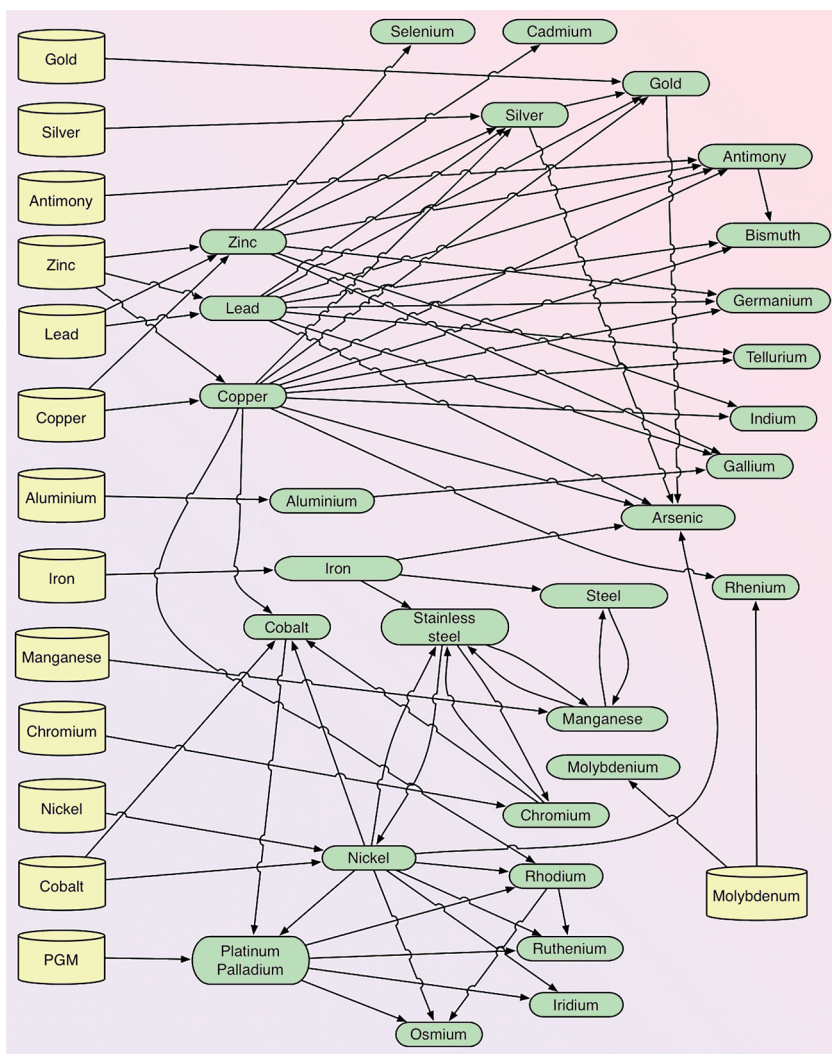 Selenium
Cadmium
Gold
Gold
Silver
Silver
Antimony
Antimony
Zinc
Bismuth
Zinc
Lead
Germanium
Lead
Tellurium
Copper
Copper
Indium
Gallium
Aluminium
Aluminium
Arsenic
Iron
Iron
Steel
Rhenium
Cobalt
Stainless
steel
Manganese
Manganese
Chromium
Molybdenium
Nickel
Chromium
Nickel
Cobalt
Rhodium
Molybdenum
PGM
Platinum
Palladium
Ruthenium
Iridium
Osmium